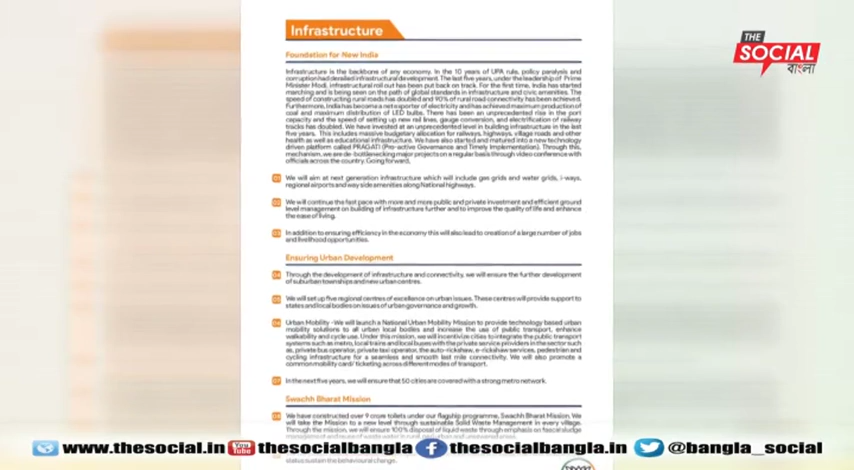 Infrastructure
THE
SOCIAL
বাংলা
Foundation for New India
Infrastructure is the backbone of any economy. In the 10 years of UPA rule, policy paralysis and
corruption had derailed infrastructural development. The last five years, under the leadership of Prime
Minister Modi, infrastructural roll out has been put back on track. For the first time, India has started
marching and is being seen on the path of global standards in infrastructure and civic amenities. The
speed of constructing rural roads has doubled and 90% of rural road connectivity has been achieved.
Furthermore, India has become a net exporter of electricity and has achieved maximum production of
coal and maximum distribution of LED bulbs. There has been an unprecedented rise in the port
capacity and the speed of setting up new rail lines, gauge conversion, and electrification of railway
tracks has doubled. We have invested at an unprecedented level in building infrastructure in the last
five years. This includes massive budgetary allocation for railways, highways, village roads and other
health as well as educational infrastructure. We have also started and matured into a new technology
driven platform called PRAGATI (Pro-active Governance and Timely Implementation). Through this,
mechanism, we are de-bottlenecking major projects on a regular basis through video conference with
officials across the country. Going forward,
01 We will aim at next generation infrastructure which will include gas grids and water grids, i-ways,
regional airports and way side amenities along National highways.
02 We will continue the fast pace with more and more public and private investment and efficient ground
level management on building of infrastructure further and to improve the quality of life and enhance
the ease of living.
03 In addition to ensuring efficiency in the economy this will also lead to creation of a large number of jobs
and livelihood opportunities.
Ensuring Urban Development
04 Through the development of infrastructure and connectivity, we will ensure the further development
of suburban townships and new urban centres.
05 We will set up five regional centres of excellence on urban issues. These centres will provide support to
states and local bodies on issues of urban governance and growth.
06 Urban Mobility -We will launch a National Urban Mobility Mission to provide technology based urban
mobility solutions to all urban local bodies and increase the use of public transport, enhance
walkability and cycle use. Under this mission, we will incentivize cities to integrate the public transport
systems such as metro, local trains and local buses with the private service providers in the sector such
as, private bus operator, private taxi operator, the auto-rickshaw, e-rickshaw services, pedestrian and
cycling infrastructure for a seamless and smooth last mile connectivity. We will also promote a
common mobility card/ ticketing across different modes of transport.
07 In the next five years, we will ensure that 50 cities are covered with a strong metro network.
Swachh Bharat Mission
08 We have constructed over 9 crore toilets under our flagship programme, Swachh Bharat Mission. We
will take the Mission to a new level through sustainable Solid Waste Management in every village.
Through the mission, we will ensure 100% disposal of liquid waste through emphasis on faecal sludge
www.thesocial.in You Tube thesocialbangla f thesocialbangla.in @bangla_social
status sustain the behavioural change.